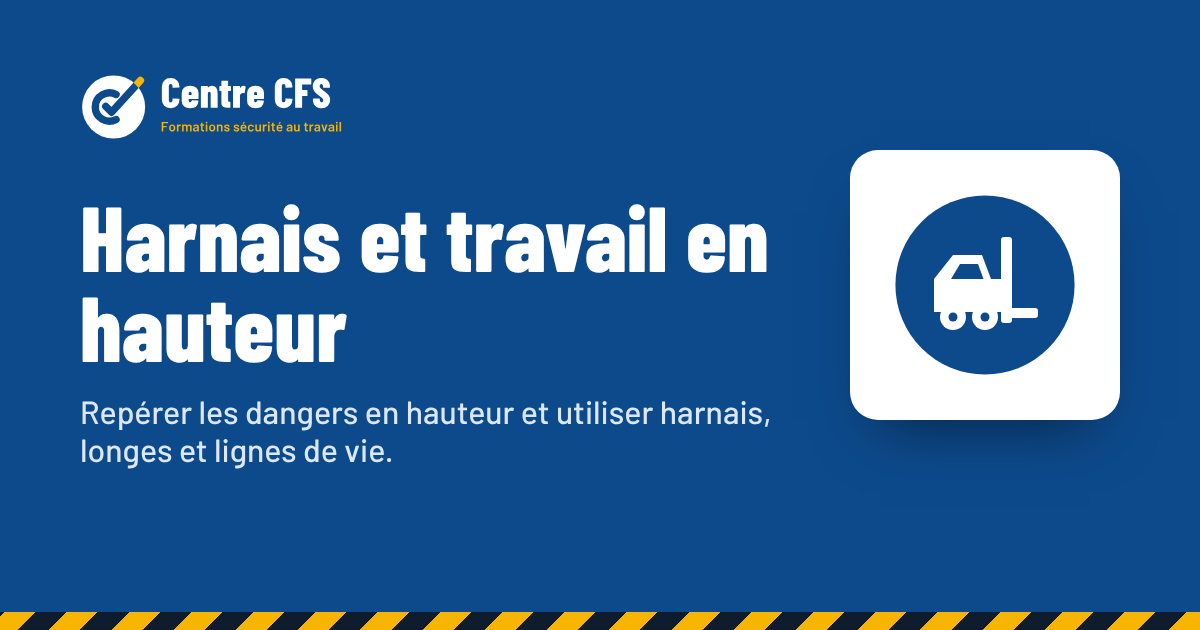 Centre CFS
Formations sécurité au travail
Harnais et travail en
hauteur
Repérer les dangers en hauteur et utiliser harnais,
longes et lignes de vie.